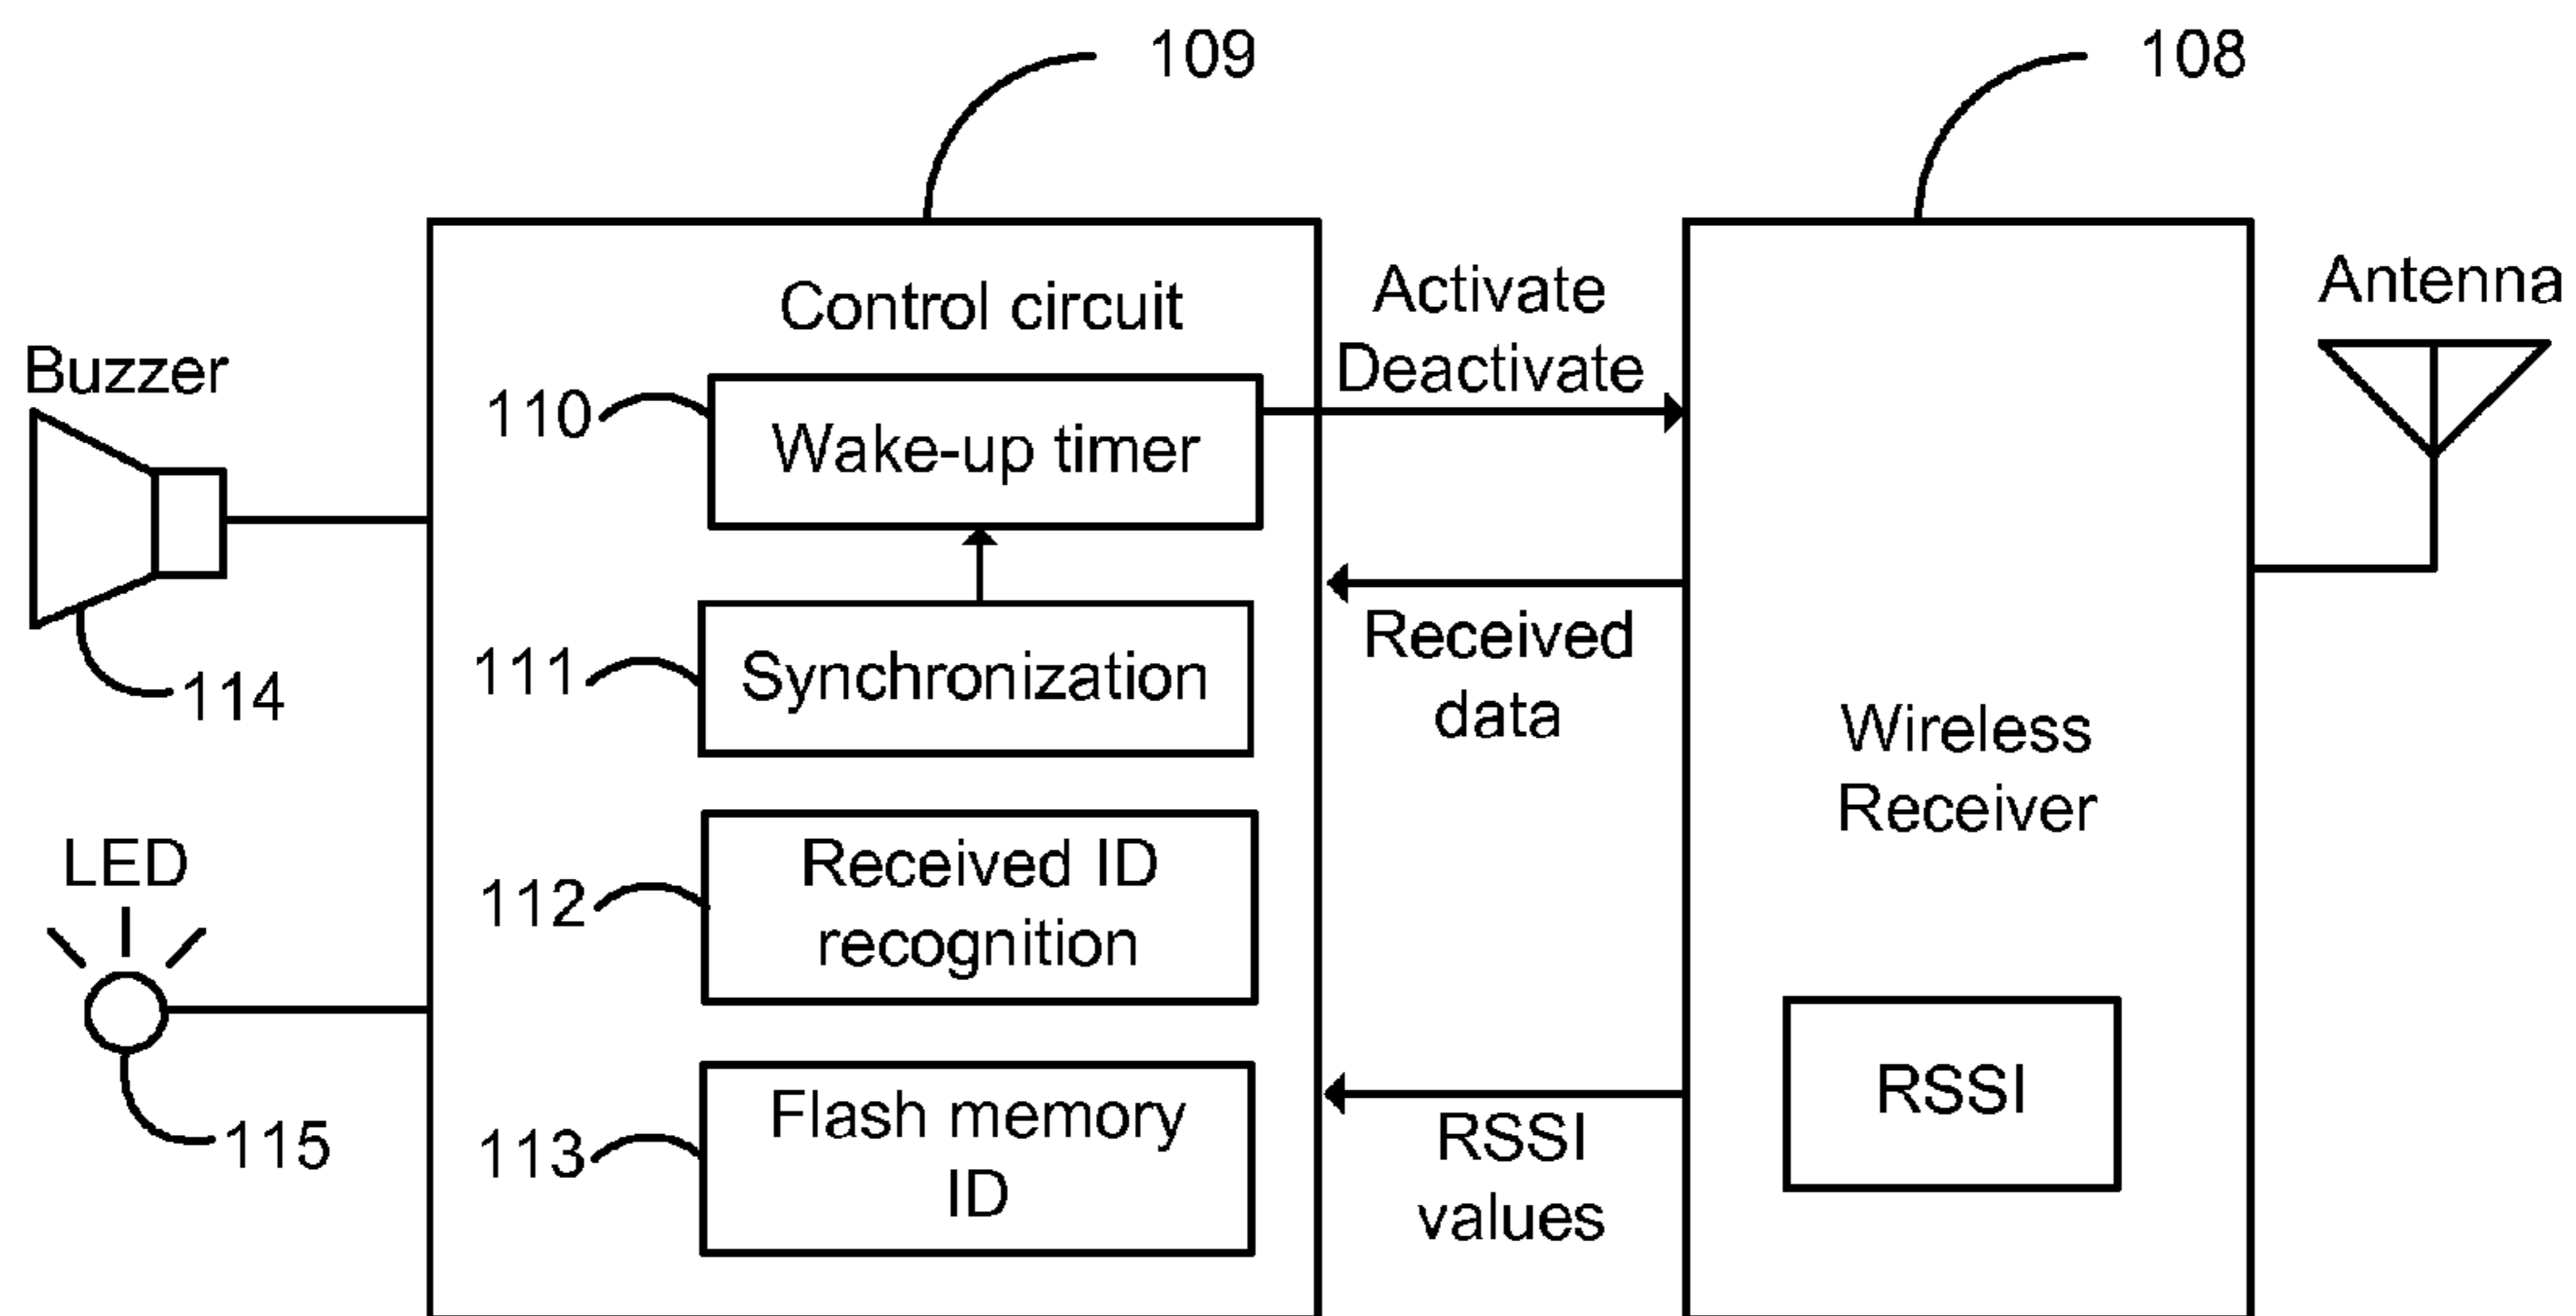 109
108
Control circuit
Activate
Deactivate
Antenna
Buzzer
110
Wake-up timer
111
Synchronization
Received
data
114
Wireless
Receiver
LED
112
Received ID
recognition
RSSI
115
113
Flash memory
ID
RSSI
values